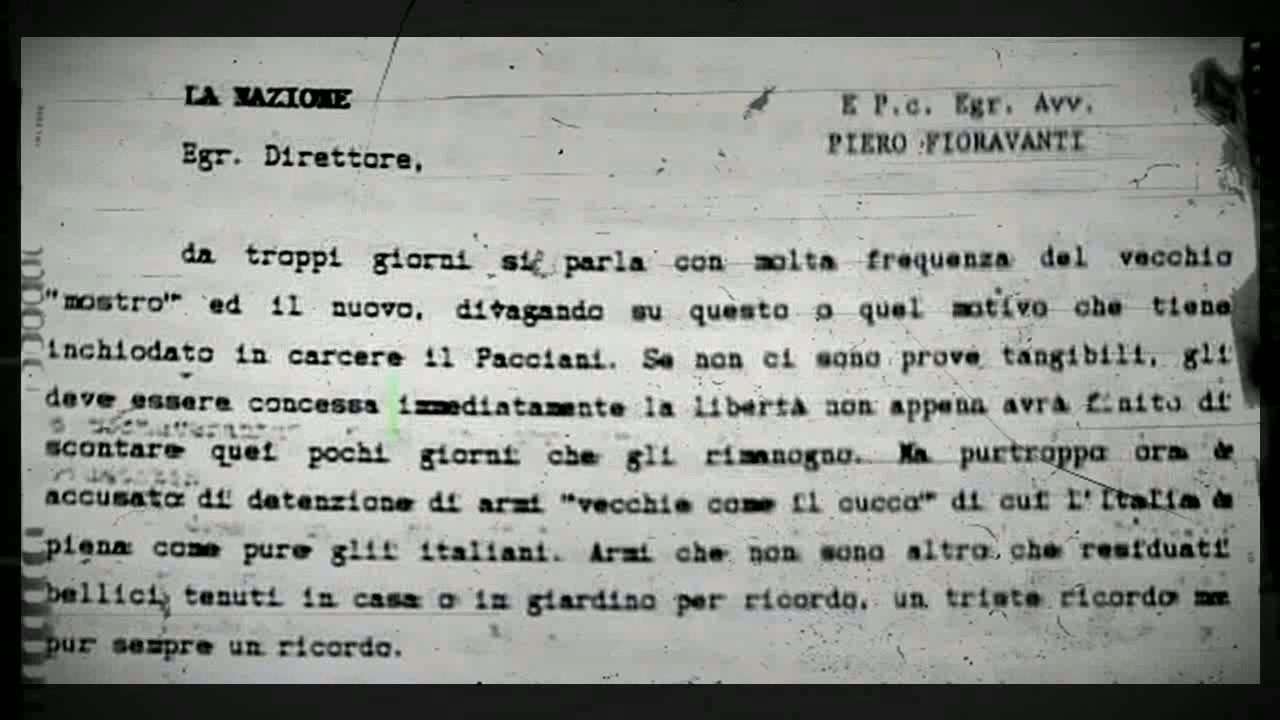 LA NAZIONE
E P.c. Egr. Avv.
PIERO FIORAVANTI
Egr. Direttore,
da troppi giorni si parla con molta frequenza del vecchio
"mostro" ed il nuovo, divagando su questo o quel motivo che tiene
inchiodato in carcere il Pacciani. Se non ci sono prove tangibili, gli
deve essere concessa immediatamente la libertà non appena avrà finito di
scontare quei pochi giorni che gli rimanogno. Ma purtroppo ora è
accusato di detenzione di armi "vecchie come il cucco" di cui l'Italia è
piena come pure gli italiani. Armi che non sono altro che residuati
bellici, tenuti in casa o in giardino per ricordo, un triste ricordo ma
pur sempre un ricordo.